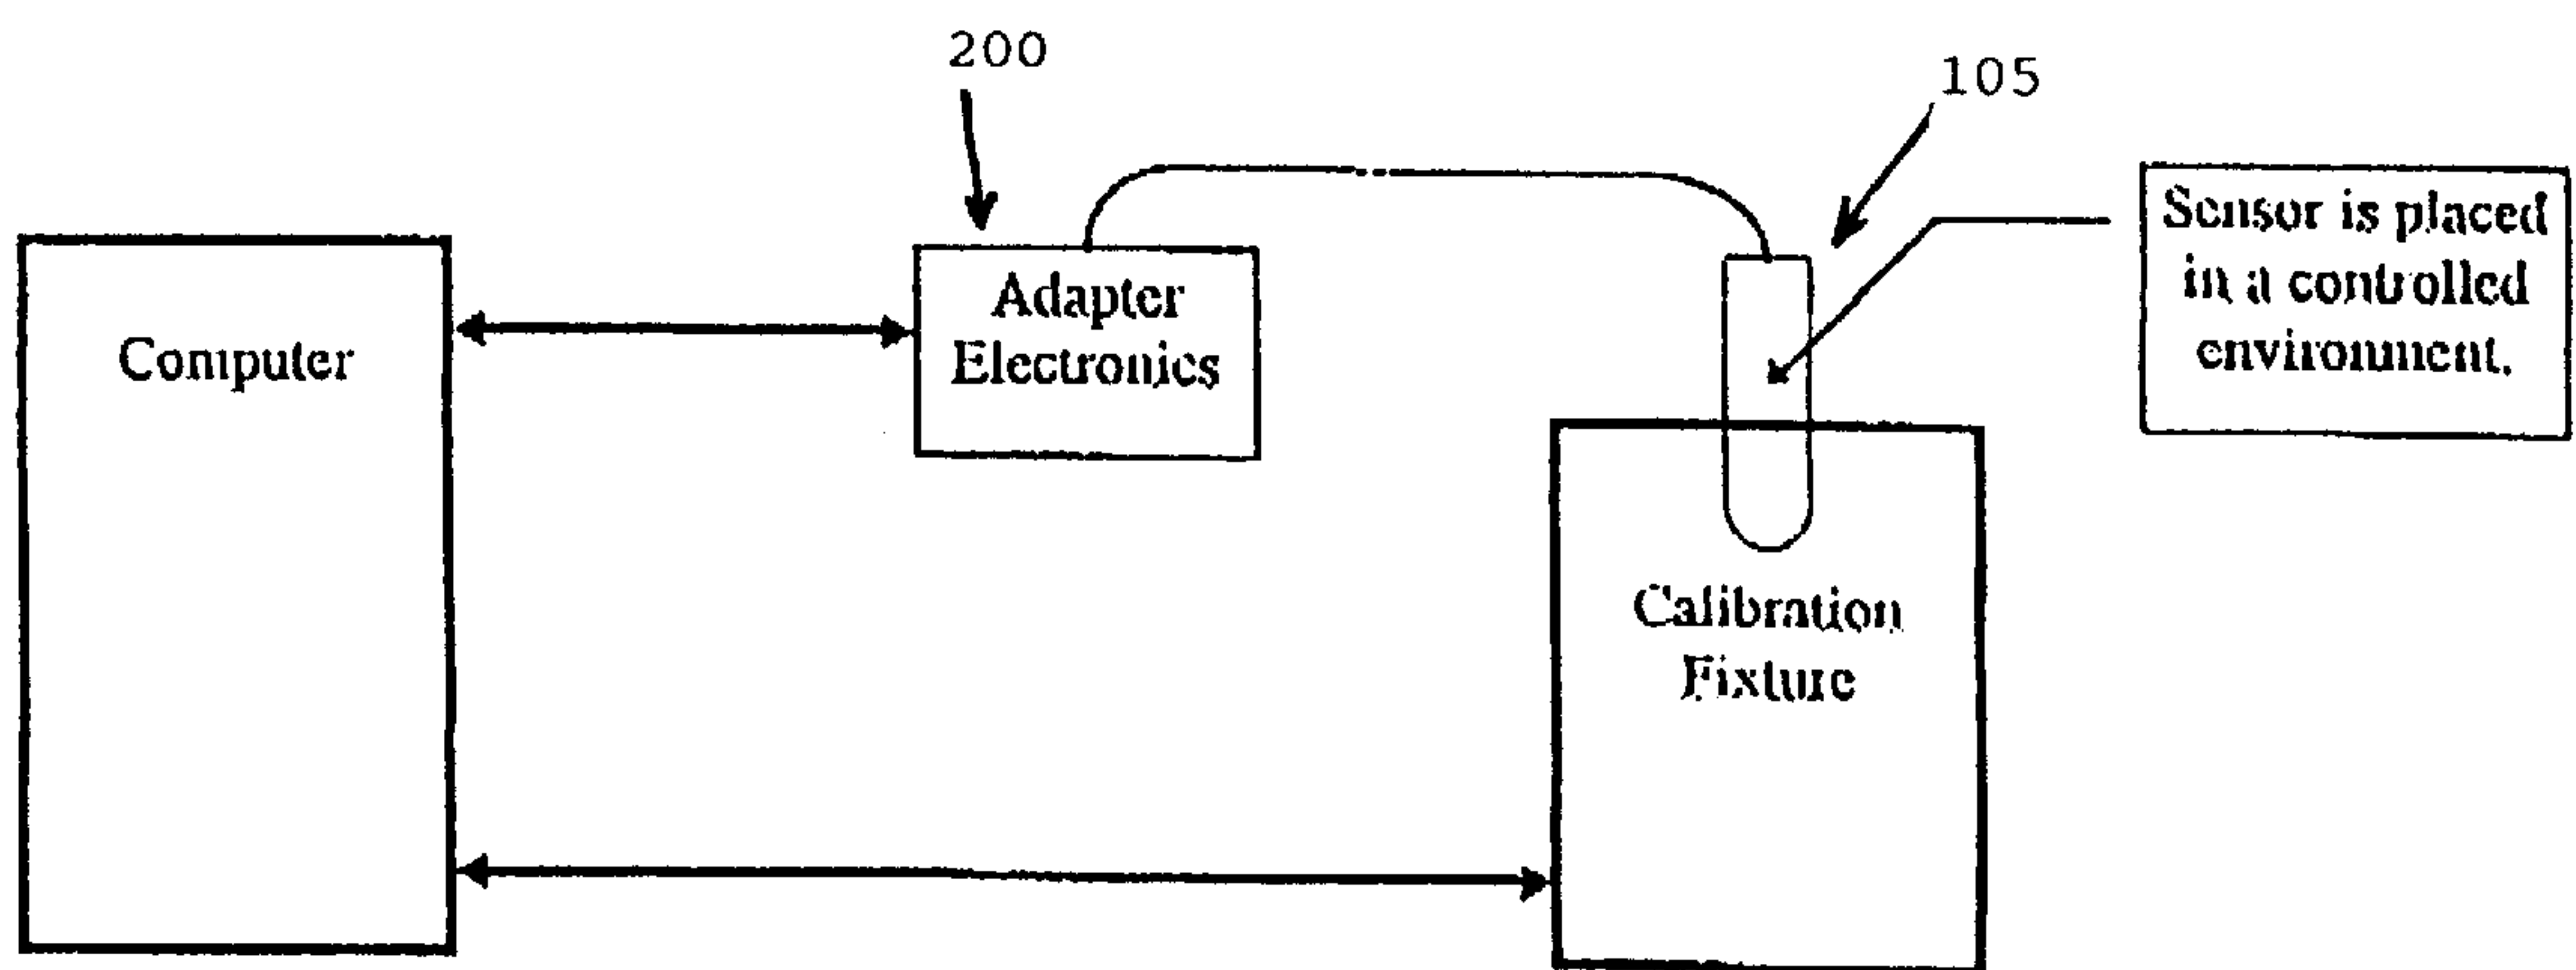 200
105
Sensor is placed
in a controlled
environment.
Adapter
Electronics
Computer
Calibration
Fixture